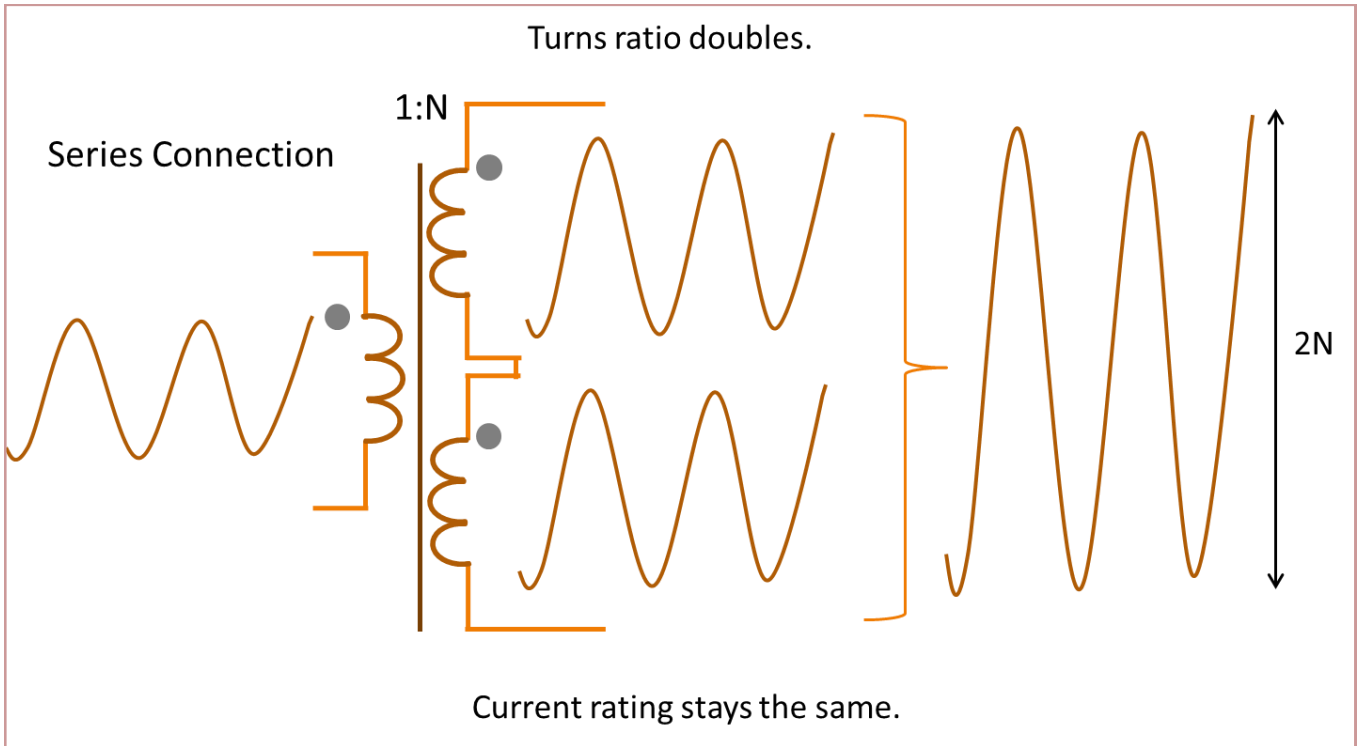 Turns ratio doubles.
1:N
Series Connection
2N
Current rating stays the same.